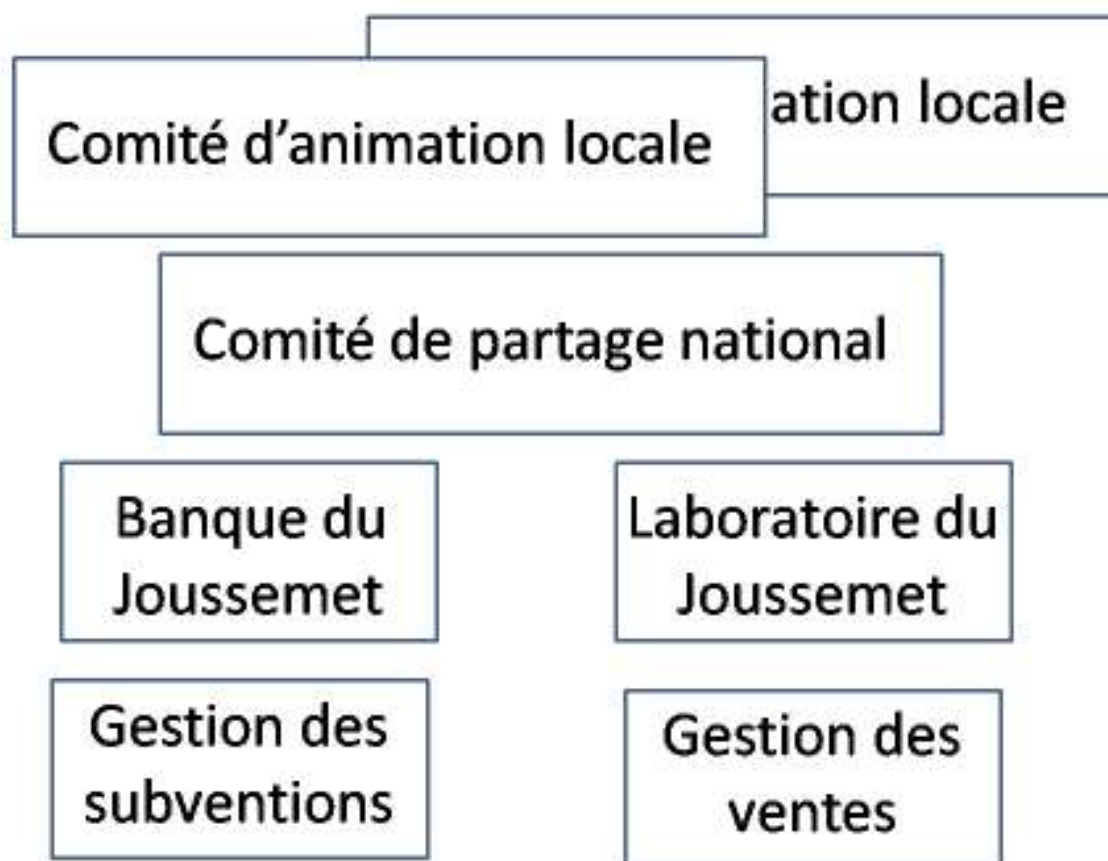 Comité d’animation locale
ation locale
Comité de partage national
Banque du
Joussemet
Laboratoire du
Joussemet
Gestion des
subventions
Gestion des
ventes